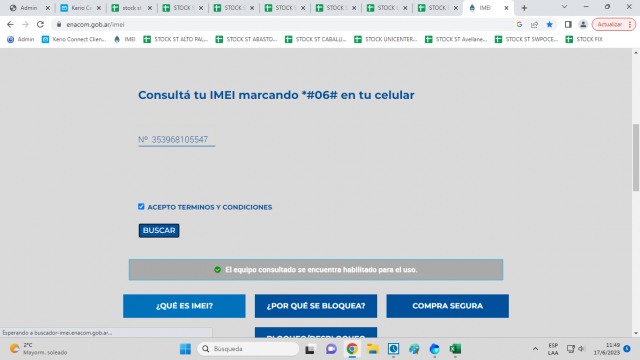 Admin
Kerio Conn
stock st
STOCK S
STOCK S
STOCK S
STOCK S
STOCK S
STOCK S
IMEI
enacom.gob.ar/imei
Actualizar
Admin
Kerio Connect Clien...
IMEI
STOCK ST ALTO PAL...
STOCK ST ABASTO...
STOCK ST CABALLI...
STOCK UNICENTER...
STOCK ST Avellane...
STOCK ST SWPOCE...
STOCK FIX
Consultá tu IMEI marcando *#06# en tu celular
Nº 353968105547
ACEPTO TERMINOS Y CONDICIONES
BUSCAR
El equipo consultado se encuentra habilitado para el uso.
¿QUÉ ES IMEI?
¿POR QUÉ SE BLOQUEA?
COMPRA SEGURA
BLOQUEO/DESBLOQUEO
Esperando a buscador-imei.enacom.gob.ar...
2°C
Mayorm. soleado
Búsqueda
ESP
LAA
11:49
17/6/2023